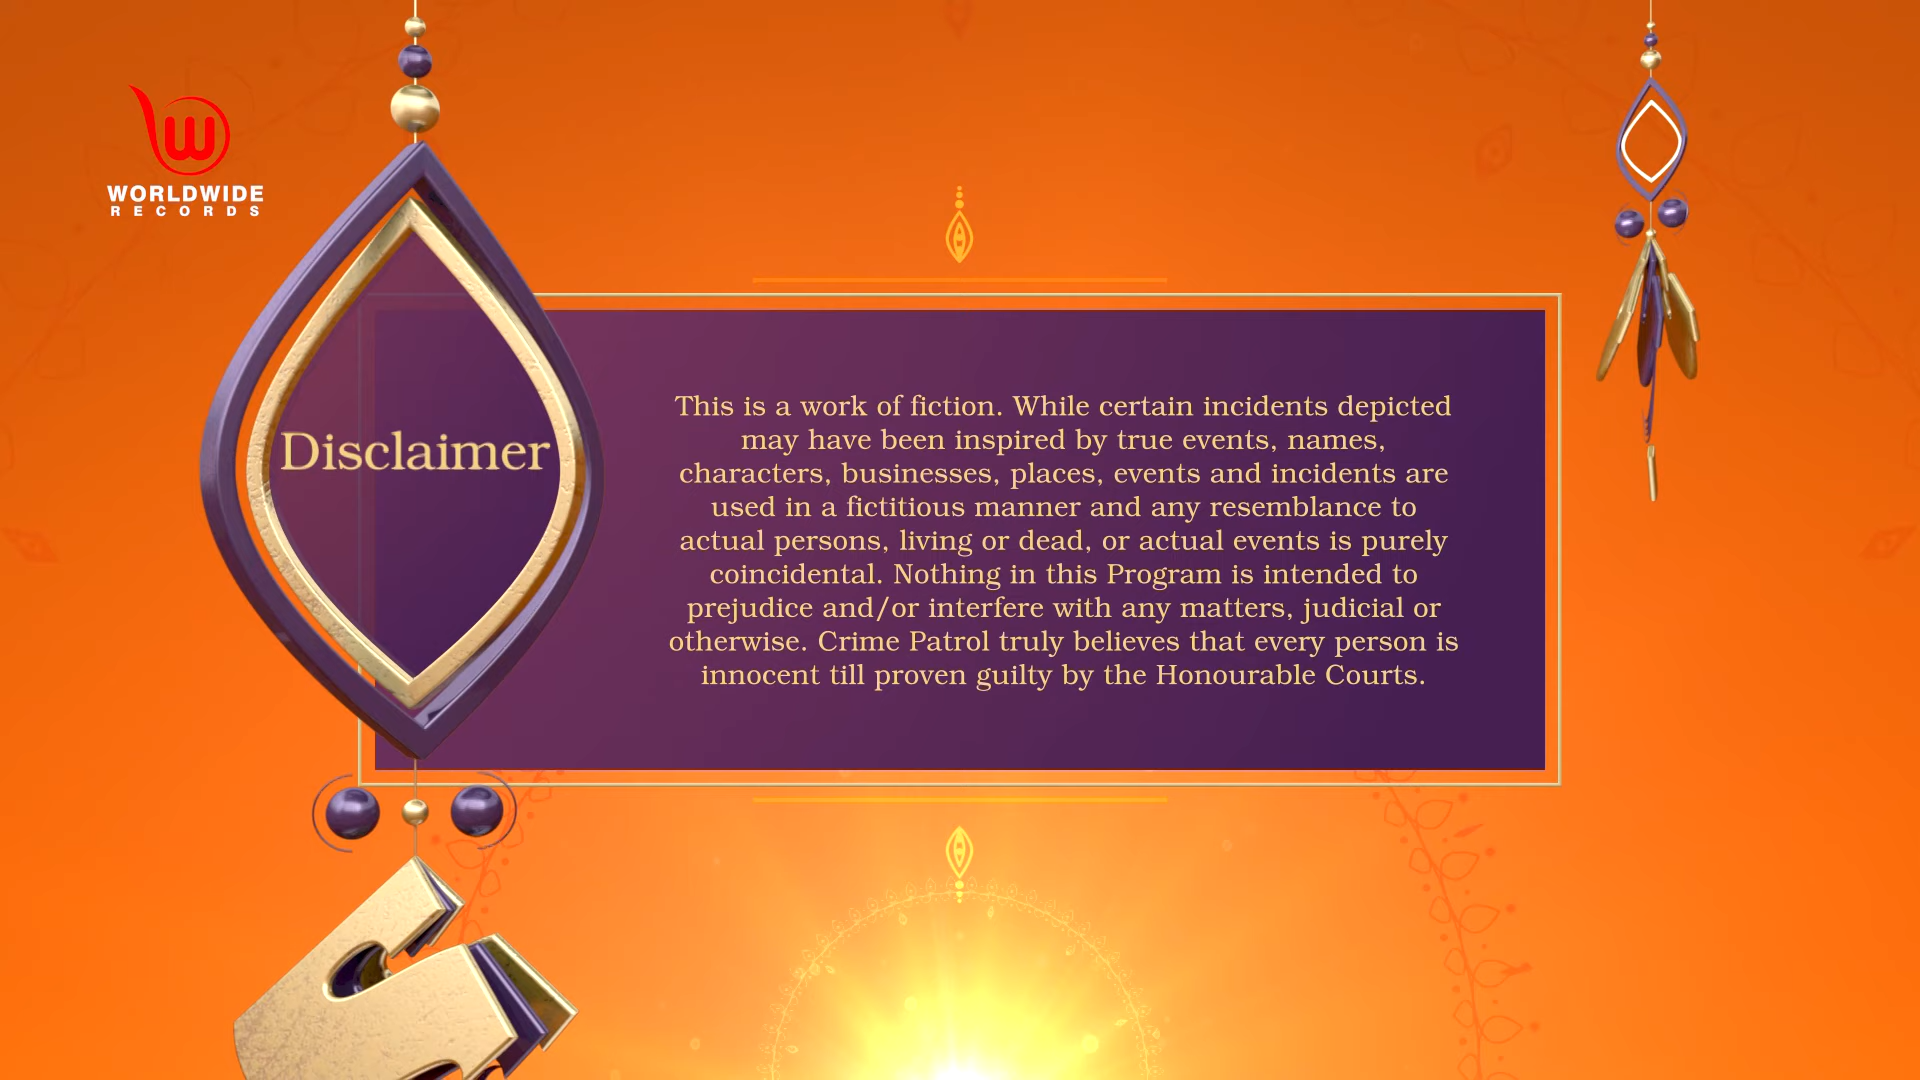 WORLDWIDE
RECORDS
Disclaimer
This is a work of fiction. While certain incidents depicted
may have been inspired by true events, names,
characters, businesses, places, events and incidents are
used in a fictitious manner and any resemblance to
actual persons, living or dead, or actual events is purely
coincidental. Nothing in this Program is intended to
prejudice and/or interfere with any matters, judicial or
otherwise. Crime Patrol truly believes that every person is
innocent till proven guilty by the Honourable Courts.